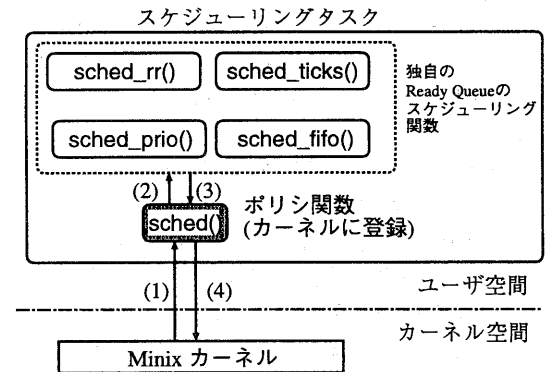 スケジューリングタスク
sched_rr()
sched_ticks()
独自の
Ready Queueの
スケジューリング
関数
sched_prio()
sched_fifo()
(2)
(3)
sched()
ポリシ関数
(カーネルに登録)
(1)
(4)
ユーザ空間
カーネル空間
Minix カーネル